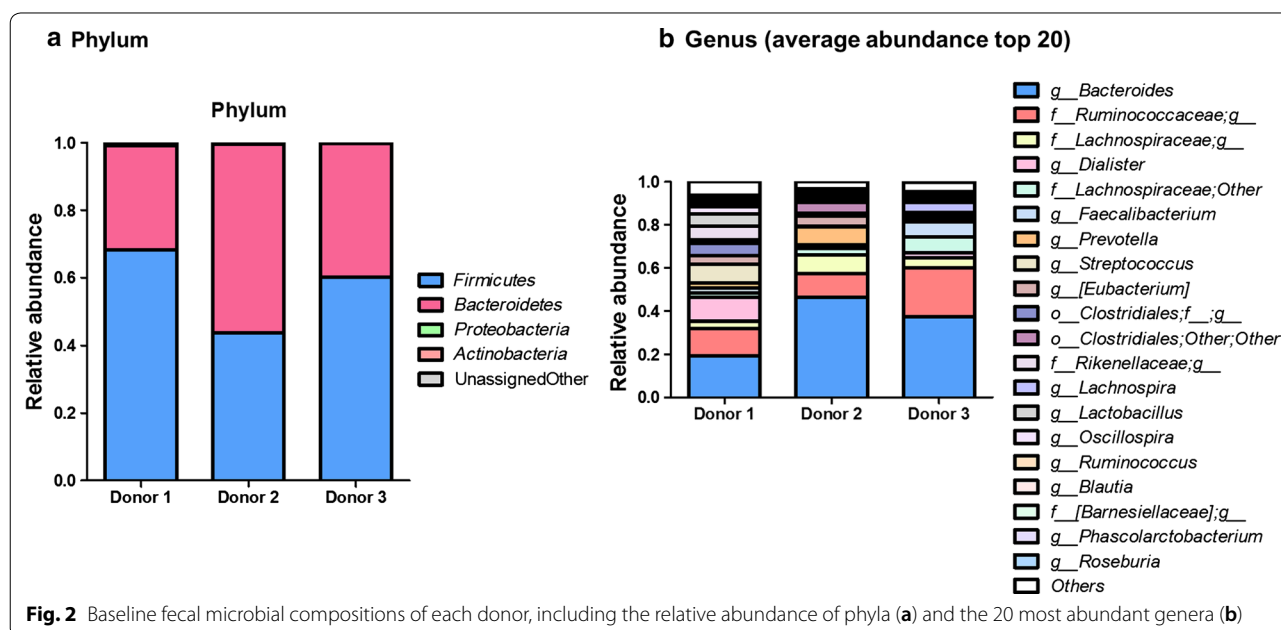 a Phylum
Phylum
Relative abundance
1.0
0.8
0.6
0.4
0.2
0.0
Donor 1 Donor 2 Donor 3
Firmicutes
Bacteroidetes
Proteobacteria
Actinobacteria
UnassignedOther
b Genus (average abundance top 20)
Relative abundance
1.0
0.8
0.6
0.4
0.2
0.0
Donor 1 Donor 2 Donor 3
g__Bacteroides
f__Ruminococcaceae;g__
f__Lachnospiraceae;g__
g__Dialister
f__Lachnospiraceae;Other
g__Faecalibacterium
g__Prevotella
g__Streptococcus
g__[Eubacterium]
o__Clostridiales;f__;g__
o__Clostridiales;Other;Other
f__Rikenellaceae;g__
g__Lachnospira
g__Lactobacillus
g__Oscillospira
g__Ruminococcus
g__Blautia
f__[Barnesiellaceae];g__
g__Phascolarctobacterium
g__Roseburia
Others
Fig. 2 Baseline fecal microbial compositions of each donor, including the relative abundance of phyla (a) and the 20 most abundant genera (b)